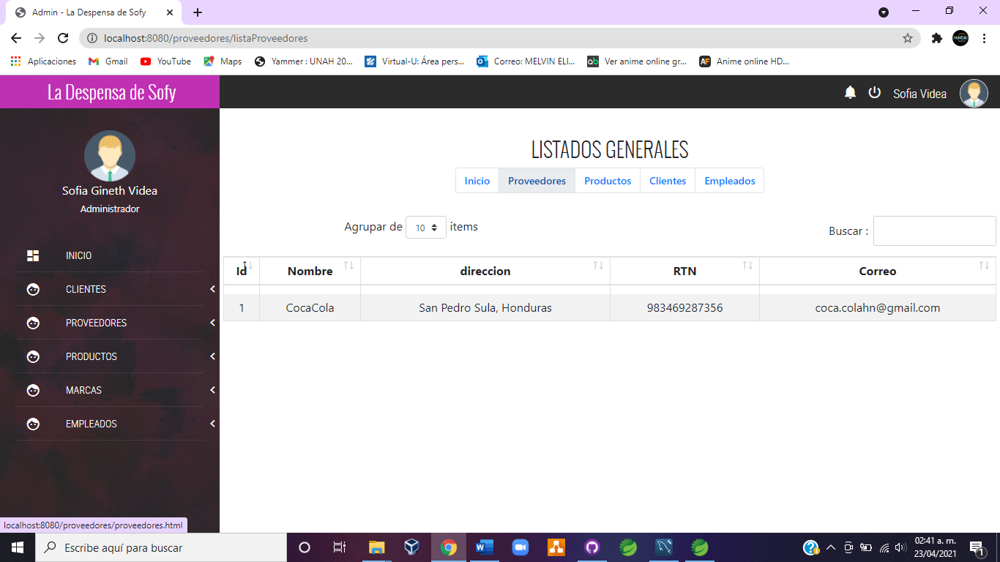 Admin - La Despensa de Sofy
localhost:8080/proveedores/listaProveedores
Aplicaciones Gmail YouTube Maps Yammer : UNAH 20... Virtual-U: Área pers... Correo: MELVIN ELI... Ver anime online gr... Anime online HD...
La Despensa de Sofy
Sofia Videa
Sofia Gineth Videa
Administrador
INICIO
CLIENTES
PROVEEDORES
PRODUCTOS
MARCAS
EMPLEADOS
LISTADOS GENERALES
Inicio Proveedores Productos Clientes Empleados
Agrupar de 10 items
Buscar :
Id Nombre direccion RTN Correo
1 CocaCola San Pedro Sula, Honduras 983469287356 coca.colahn@gmail.com
localhost:8080/proveedores/proveedores.html
Escribe aquí para buscar
02:41 a. m.
23/04/2021
1